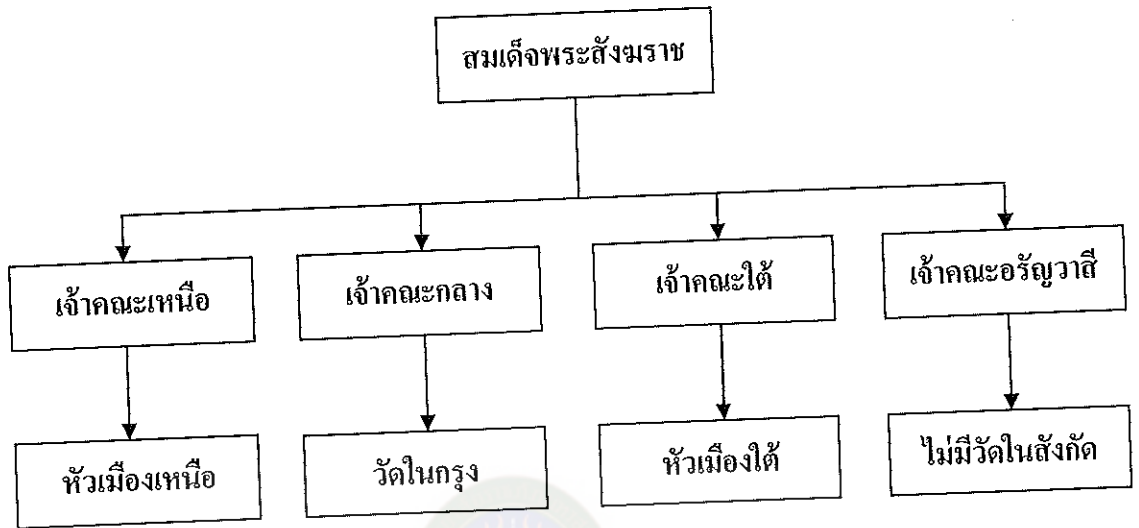 สมเด็จพระสังฆราช
เจ้าคณะเหนือ
เจ้าคณะกลาง
เจ้าคณะใต้
เจ้าคณะอรัญวาสี
หัวเมืองเหนือ
วัดในกรุง
หัวเมืองใต้
ไม่มีวัดในสังกัด